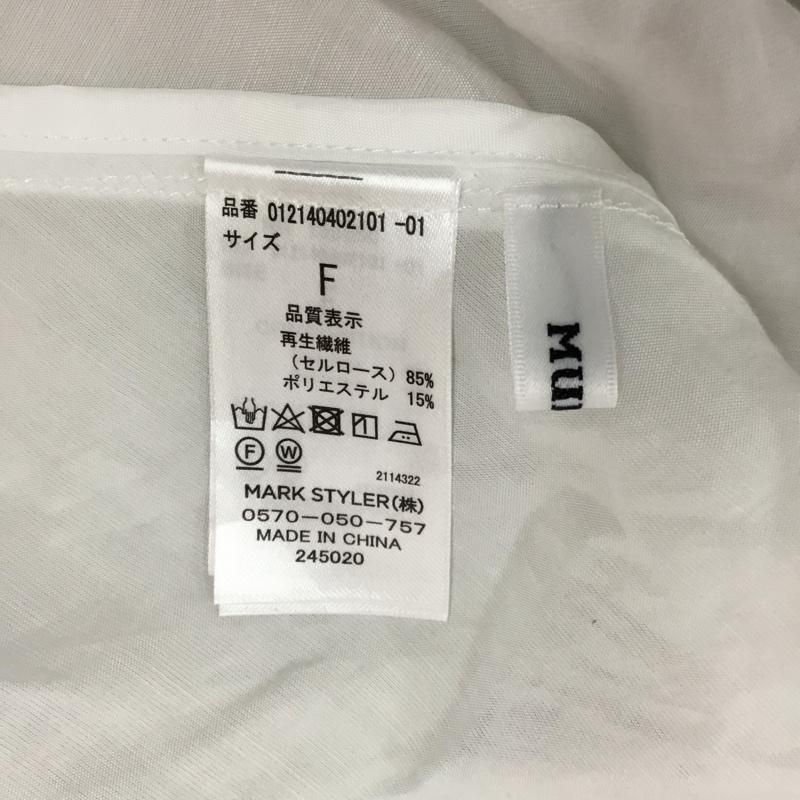 品番 012140402101 -01
サイズ
F
品質表示
再生繊維
（セルロース） 85%
ポリエステル 15%
F
W
2114322
MARK STYLER(株)
0570-050-757
MADE IN CHINA
245020